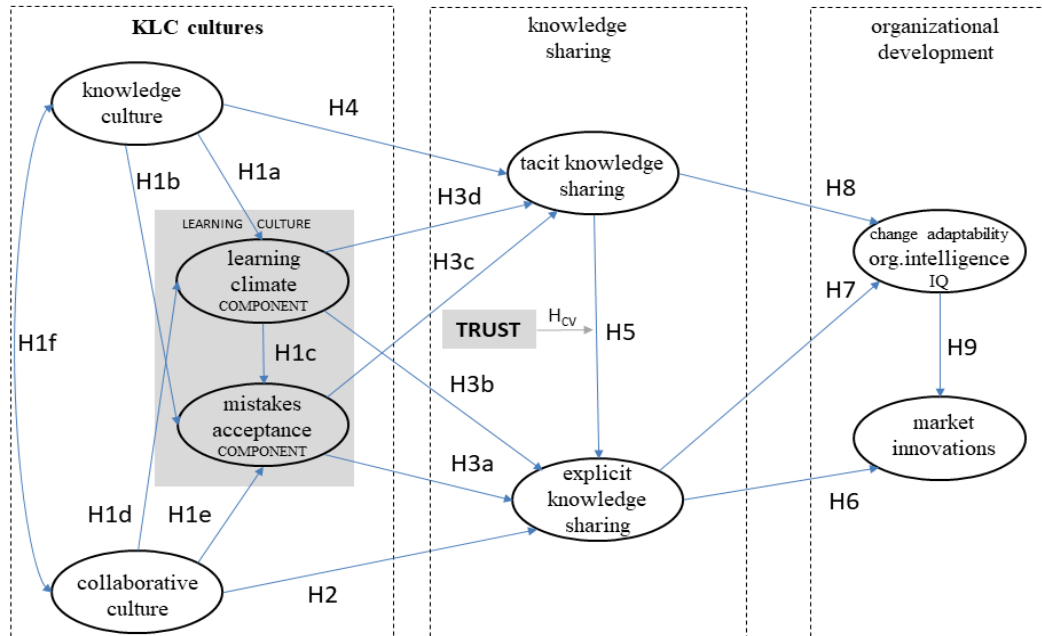 KLC cultures
knowledge
sharing
organizational
development
knowledge
culture
H4
H1b
H1a
tacit knowledge
sharing
H3d
H8
LEARNING CULTURE
learning
climate
COMPONENT
H3c
change adaptability
org.intelligence
IQ
H7
TRUST
H_CV
H5
H1f
H1c
H9
H3b
mistakes
acceptance
COMPONENT
market
innovations
H3a
explicit
knowledge
sharing
H6
H1d
H1e
collaborative
culture
H2